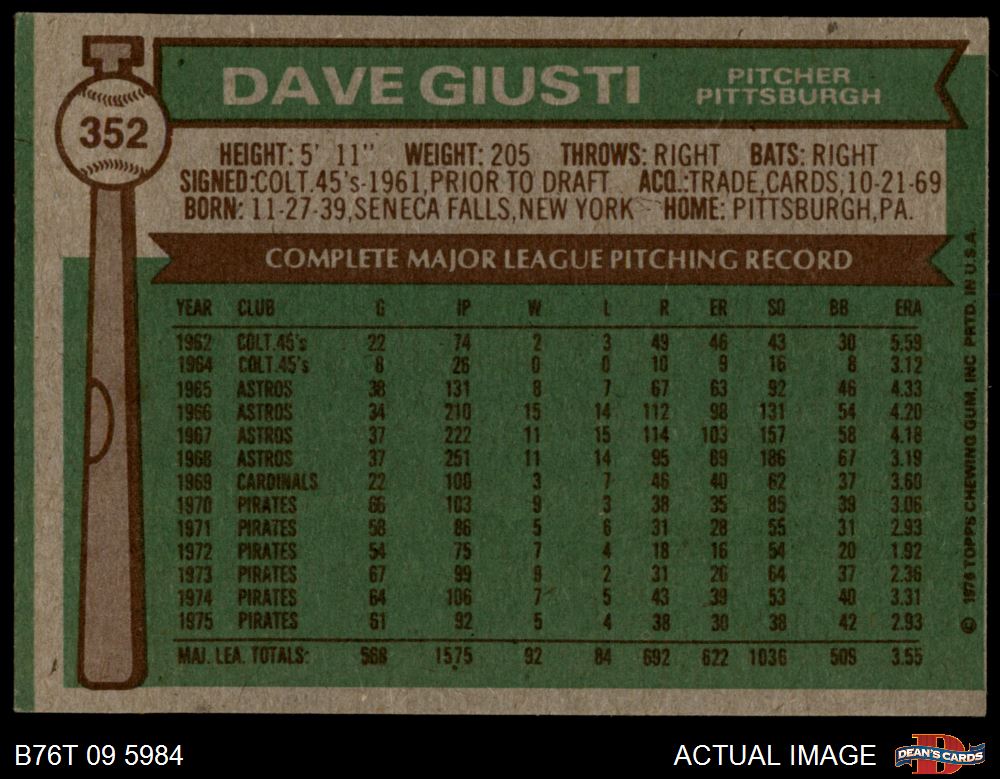 352
DAVE GIUSTI
PITCHER
PITTSBURGH
HEIGHT: 5' 11" WEIGHT: 205 THROWS: RIGHT BATS: RIGHT
SIGNED: COLT.45's-1961, PRIOR TO DRAFT ACQ.: TRADE, CARDS, 10-21-69
BORN: 11-27-39, SENECA FALLS, NEW YORK HOME: PITTSBURGH, PA.
COMPLETE MAJOR LEAGUE PITCHING RECORD
YEAR CLUB G IP W L R ER SO BB ERA
1962 COLT.45's 22 74 2 3 49 46 43 30 5.59
1964 COLT.45's 8 26 0 0 10 9 16 8 3.12
1965 ASTROS 38 131 8 7 67 63 92 46 4.33
1966 ASTROS 34 210 15 14 112 98 131 54 4.20
1967 ASTROS 37 222 11 15 114 103 157 58 4.18
1968 ASTROS 37 251 11 14 95 89 186 67 3.19
1969 CARDINALS 22 100 3 7 46 40 62 37 3.60
1970 PIRATES 66 103 9 3 38 35 85 39 3.06
1971 PIRATES 58 86 5 6 31 28 55 31 2.93
1972 PIRATES 54 75 7 4 18 16 54 20 1.92
1973 PIRATES 67 99 9 2 31 26 64 37 2.36
1974 PIRATES 64 106 7 5 43 39 53 40 3.31
1975 PIRATES 61 92 5 4 38 30 38 42 2.93
MAJ. LEA. TOTALS: 568 1575 92 84 692 622 1036 509 3.55
© 1976 TOPPS CHEWING GUM, INC. PRTD. IN U.S.A.
B76T 09 5984
ACTUAL IMAGE
D
DEAN'S CARDS